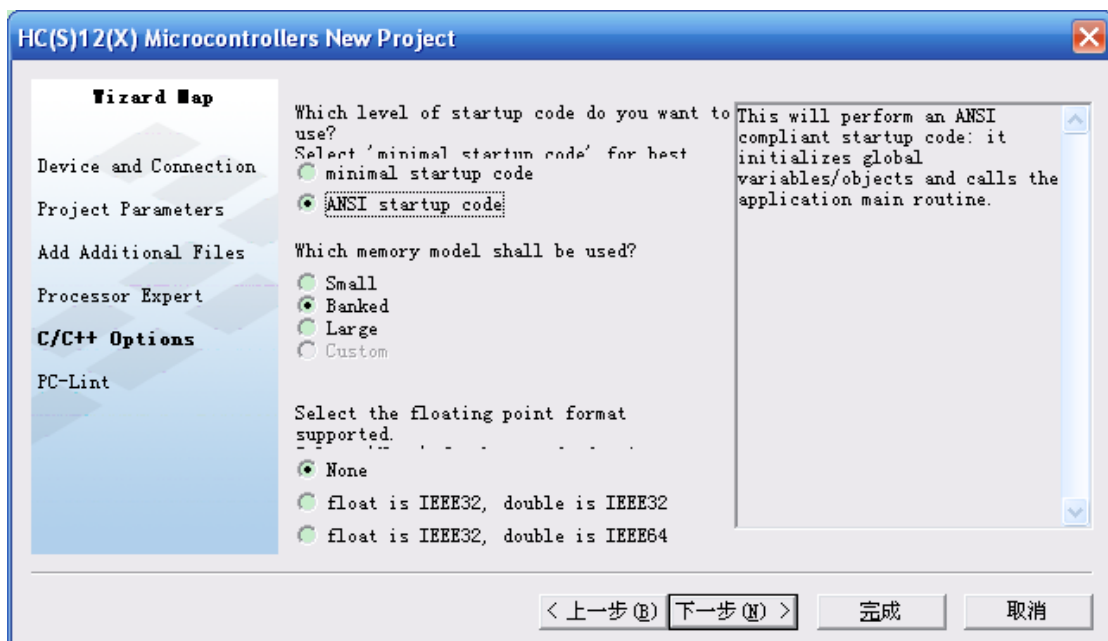 HC(S)12(X) Microcontrollers New Project
Wizard Map
Device and Connection
Project Parameters
Add Additional Files
Processor Expert
C/C++ Options
PC-Lint
Which level of startup code do you want to
use?
Select 'minimal startup code' for best
minimal startup code
ANSI startup code
Which memory model shall be used?
Small
Banked
Large
Custom
Select the floating point format
supported.
None
float is IEEE32, double is IEEE32
float is IEEE32, double is IEEE64
This will perform an ANSI
compliant startup code: it
initializes global
variables/objects and calls the
application main routine.
< 上一步(B) 下一步(N) > 完成 取消